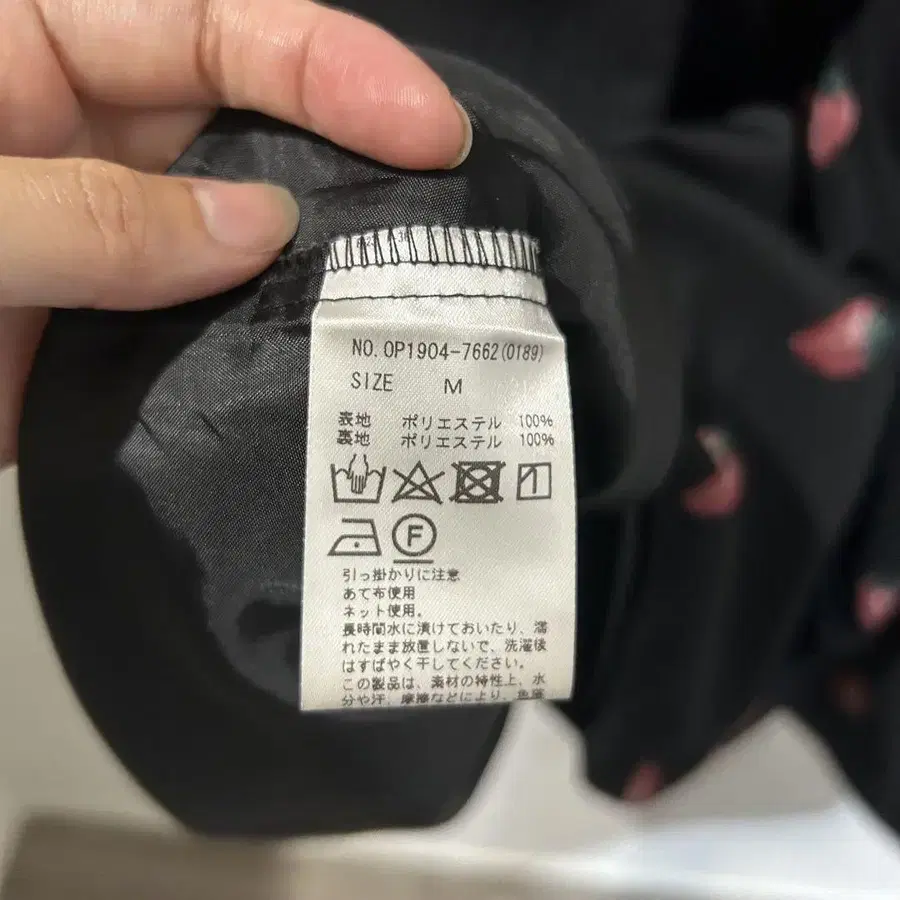 NO. OP1904-7662(0189)
SIZE M
表地 ポリエステル 100%
裏地 ポリエステル 100%
F
引っ掛かりに注意
あて布使用
ネット使用。
長時間水に漬けておいたり、濡
れたまま放置しないで、洗濯後
はすばやく干してください。
この製品は、素材の特性上、水
分や汗、摩擦などにより、色落